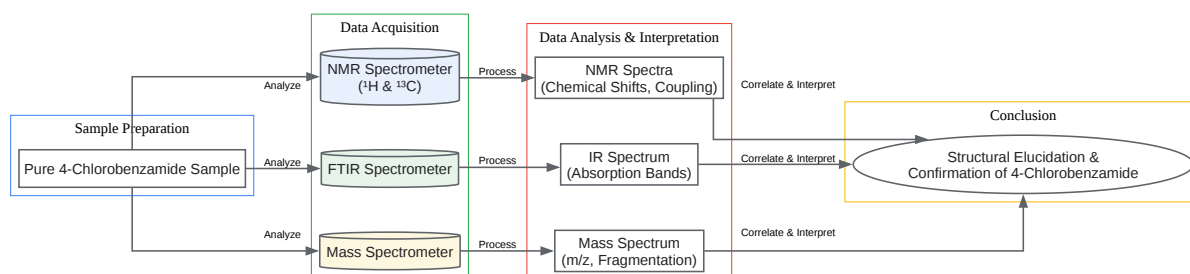 Data Acquisition
Data Analysis & Interpretation
NMR Spectrometer
(¹H & ¹³C)
Analyze
Process
NMR Spectra
(Chemical Shifts, Coupling)
Correlate & Interpret
Sample Preparation
Conclusion
Pure 4-Chlorobenzamide Sample
Analyze
FTIR Spectrometer
Process
IR Spectrum
(Absorption Bands)
Correlate & Interpret
Structural Elucidation &
Confirmation of 4-Chlorobenzamide
Analyze
Mass Spectrometer
Process
Mass Spectrum
(m/z, Fragmentation)
Correlate & Interpret